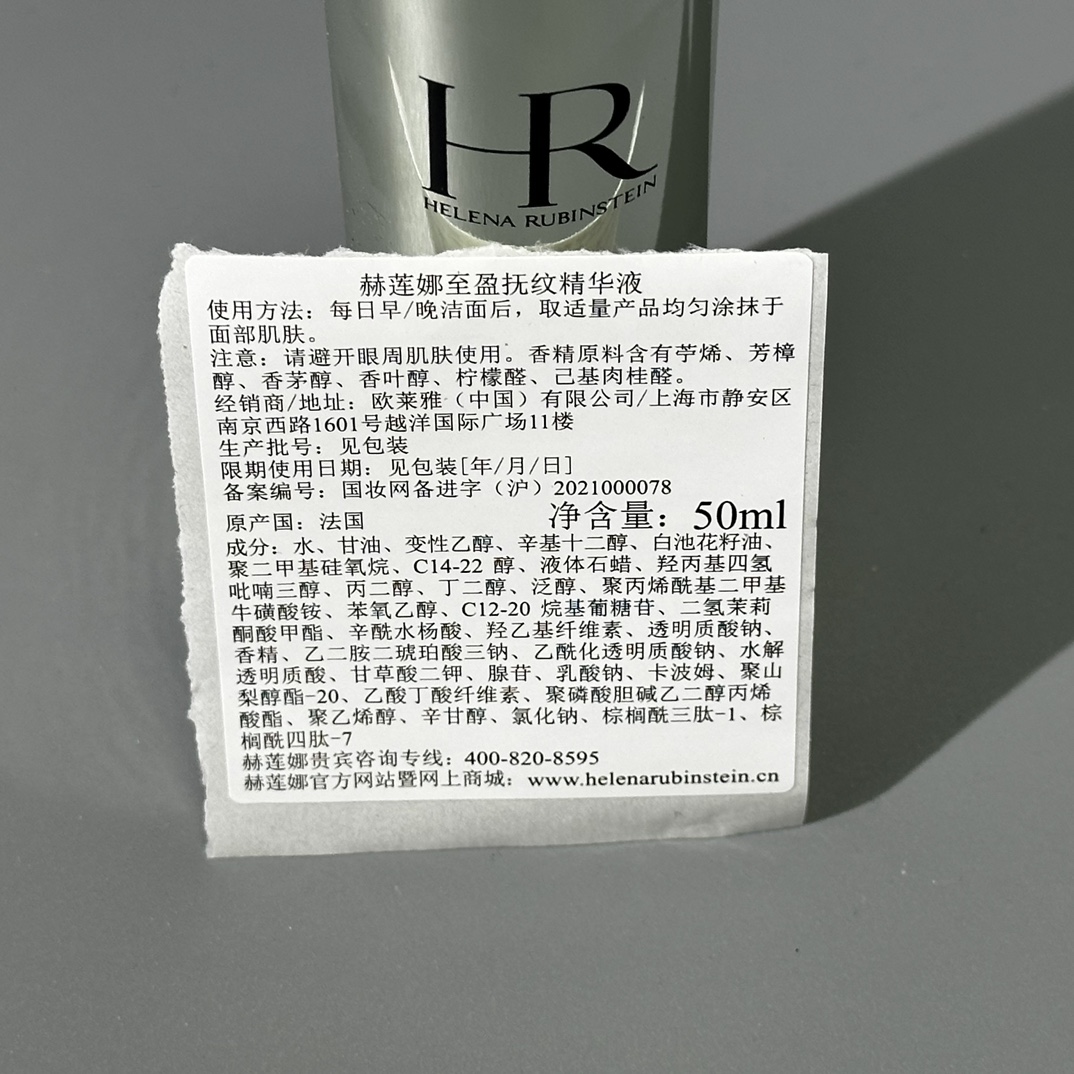 HR
HELENA RUBINSTEIN
赫莲娜至盈抚纹精华液
使用方法：每日早/晚洁面后，取适量产品均匀涂抹于
面部肌肤。
注意：请避开眼周肌肤使用。香精原料含有苧烯、芳樟
醇、香茅醇、香叶醇、柠檬醛、己基肉桂醛。
经销商/地址：欧莱雅（中国）有限公司/上海市静安区
南京西路1601号越洋国际广场11楼
生产批号：见包装
限期使用日期：见包装[年/月/日]
备案编号：国妆网备进字（沪）2021000078
原产国：法国 净含量：50ml
成分：水、甘油、变性乙醇、辛基十二醇、白池花籽油、
聚二甲基硅氧烷、C14-22 醇、液体石蜡、羟丙基四氢
吡喃三醇、丙二醇、丁二醇、泛醇、聚丙烯酰基二甲基
牛磺酸铵、苯氧乙醇、C12-20 烷基葡糖苷、二氢茉莉
酮酸甲酯、辛酰水杨酸、羟乙基纤维素、透明质酸钠、
香精、乙二胺二琥珀酸三钠、乙酰化透明质酸钠、水解
透明质酸、甘草酸二钾、腺苷、乳酸钠、卡波姆、聚山
梨醇酯-20、乙酸丁酸纤维素、聚磷酸胆碱乙二醇丙烯
酸酯、聚乙烯醇、辛甘醇、氯化钠、棕榈酰三肽-1、棕
榈酰四肽-7
赫莲娜贵宾咨询专线：400-820-8595
赫莲娜官方网站暨网上商城：www.helenarubinstein.cn